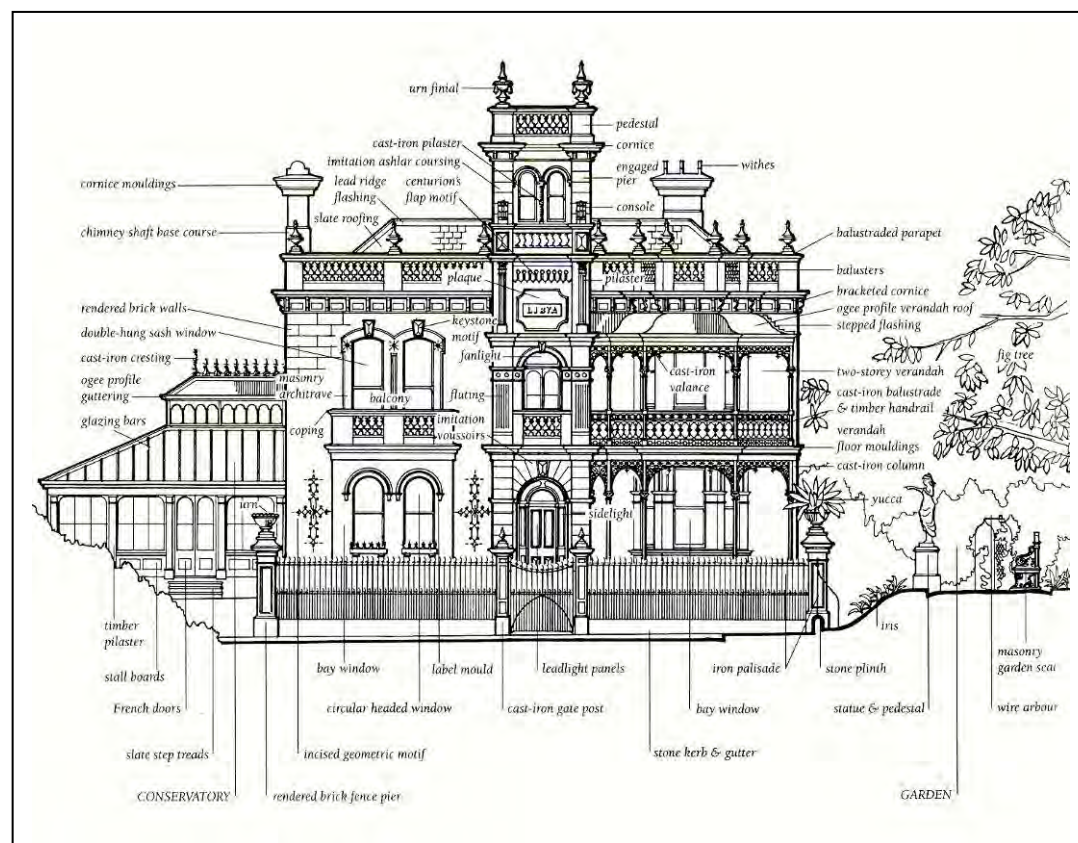 urn finial
pedestal
cast-iron pilaster
cornice
imitation ashlar coursing
engaged
pier
withes
cornice mouldings
lead ridge
flashing
centurion's
flap motif
console
slate roofing
chimney shaft base course
balustraded parapet
plaque
pilaster
balusters
rendered brick walls
LIBYA
bracketed cornice
ogee profile verandah roof
stepped flashing
double-hung sash window
keystone
motif
fanlight
cast-iron cresting
cast-iron
valance
two-storey verandah
fig tree
ogee profile
guttering
masonry
architrave
balcony
fluting
cast-iron balustrade
& timber handrail
glazing bars
coping
imitation
voussoirs
verandah
floor mouldings
cast-iron column
urn
sidelight
yucca
timber
pilaster
iris
stall boards
bay window
label mould
leadlight panels
iron palisade
stone plinth
masonry
garden seat
French doors
circular headed window
cast-iron gate post
bay window
statue & pedestal
wire arbour
slate step treads
incised geometric motif
stone kerb & gutter
CONSERVATORY
rendered brick fence pier
GARDEN